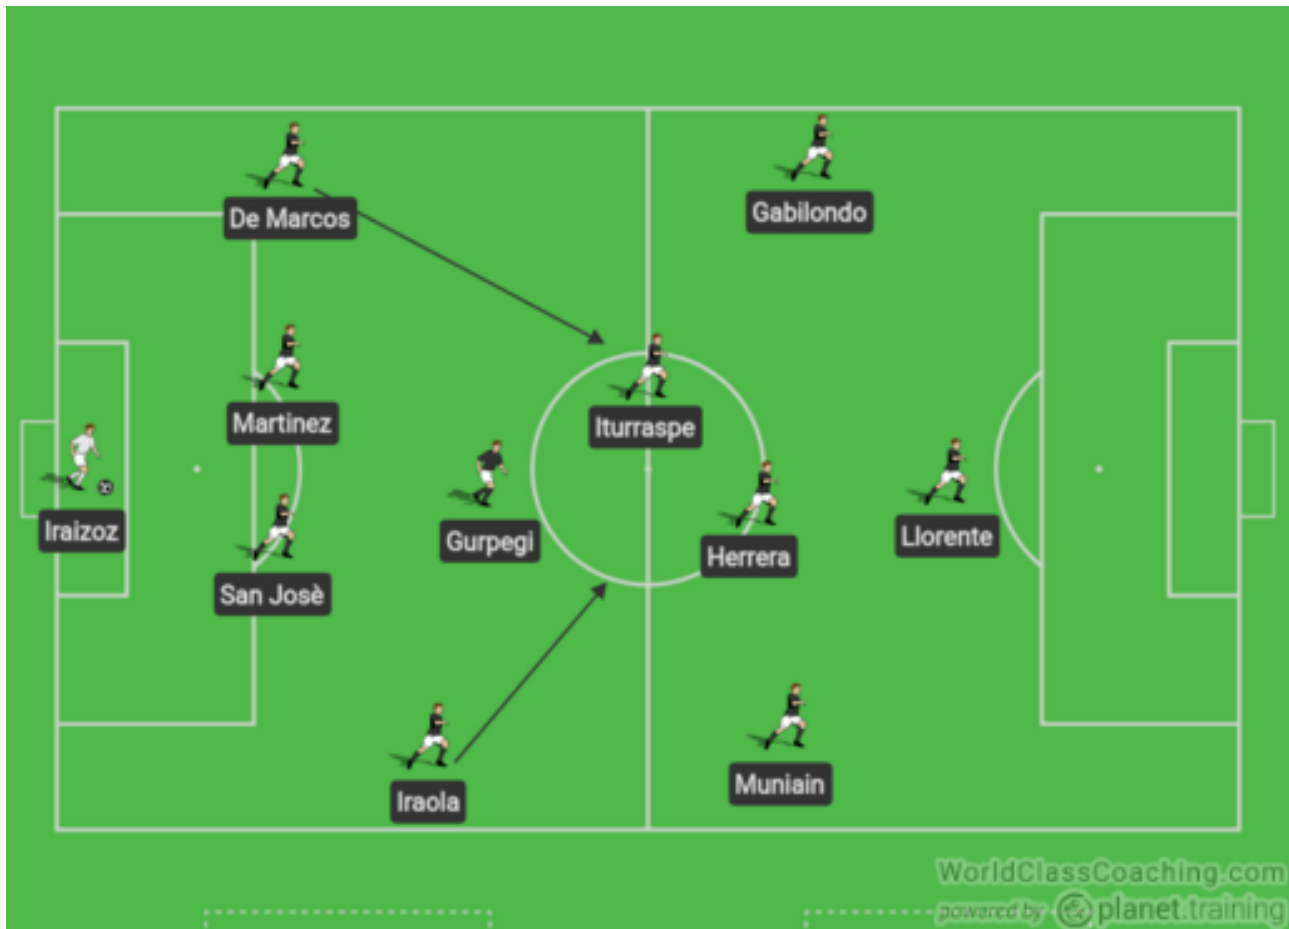 De Marcos
Gabilondo
Martinez
Iturraspe
Iraizoz
Gurpegi
Herrera
Llorente
San Josè
Iraola
Muniain
WorldClassCoaching.com
powered by planet.training